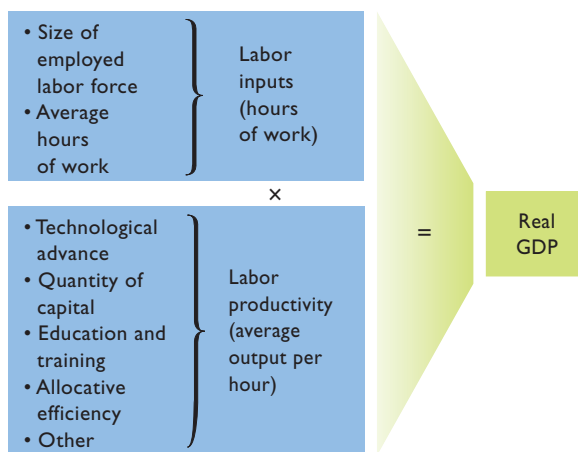 • Size of
employed
labor force
• Average
hours
of work
Labor
inputs
(hours
of work)
×
• Technological
advance
• Quantity of
capital
• Education and
training
• Allocative
efficiency
• Other
Labor
productivity
(average
output per
hour)
=
Real
GDP